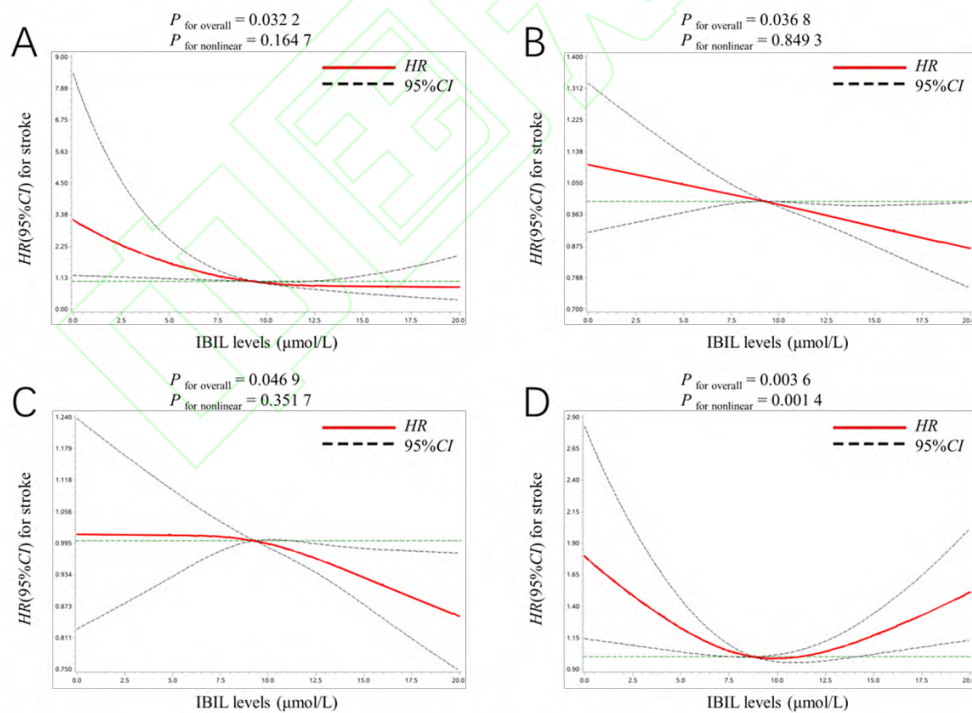 A
P for overall = 0.032 2
P for nonlinear = 0.164 7
HR
95%CI
HR(95%CI) for stroke
9.00
7.88
6.75
5.63
4.50
3.38
2.25
1.13
0.00
0.0 2.5 5.0 7.5 10.0 12.5 15.0 17.5 20.0
IBIL levels (μmol/L)
B
P for overall = 0.036 8
P for nonlinear = 0.849 3
HR
95%CI
HR(95%CI) for stroke
1.400
1.312
1.225
1.138
1.050
0.963
0.875
0.788
0.700
0.0 2.5 5.0 7.5 10.0 12.5 15.0 17.5 20.0
IBIL levels (μmol/L)
C
P for overall = 0.046 9
P for nonlinear = 0.351 7
HR
95%CI
HR(95%CI) for stroke
1.240
1.179
1.118
1.056
0.995
0.934
0.873
0.811
0.750
0.0 2.5 5.0 7.5 10.0 12.5 15.0 17.5 20.0
IBIL levels (μmol/L)
D
P for overall = 0.003 6
P for nonlinear = 0.001 4
HR
95%CI
HR(95%CI) for stroke
2.90
2.65
2.40
2.15
1.90
1.65
1.40
1.15
0.90
0.0 2.5 5.0 7.5 10.0 12.5 15.0 17.5 20.0
IBIL levels (μmol/L)